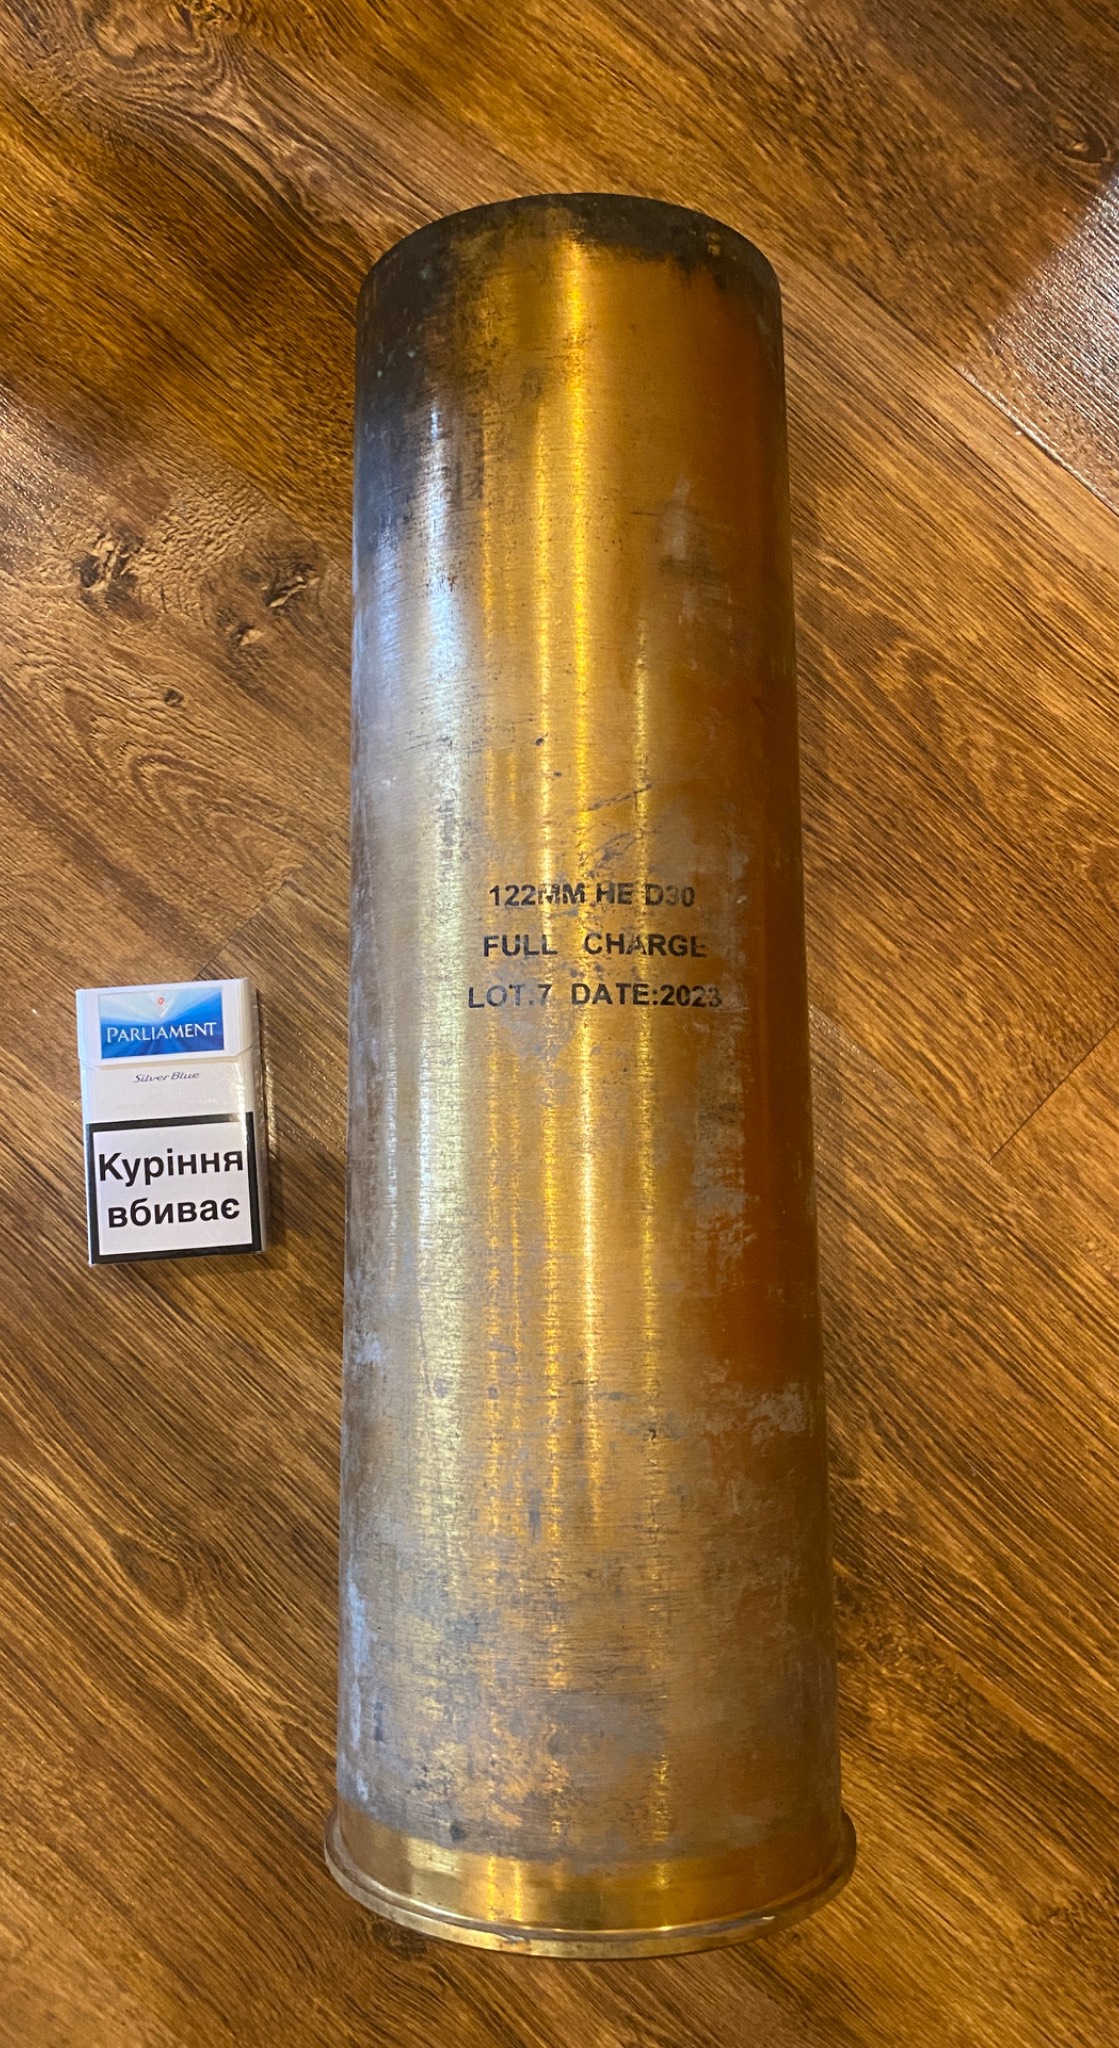 122MM HE D30
FULL CHARGE
LOT.7 DATE:2023
PARLIAMENT
Silver Blue
Куріння
вбиває